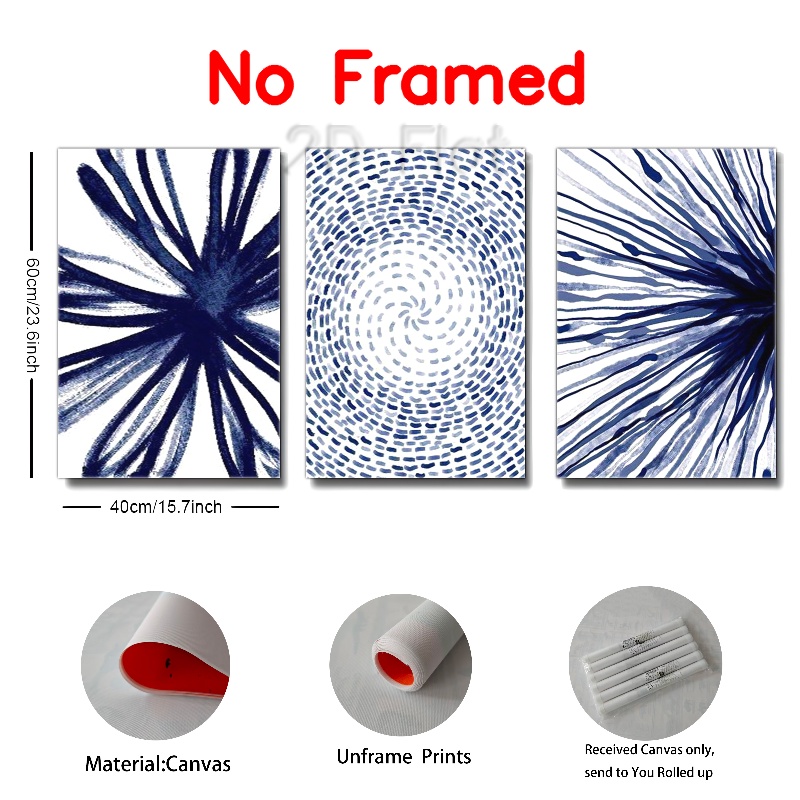 No Framed
2D Flat
60cm/23.6inch
40cm/15.7inch
Material:Canvas
Unframe Prints
Received Canvas only,
send to You Rolled up